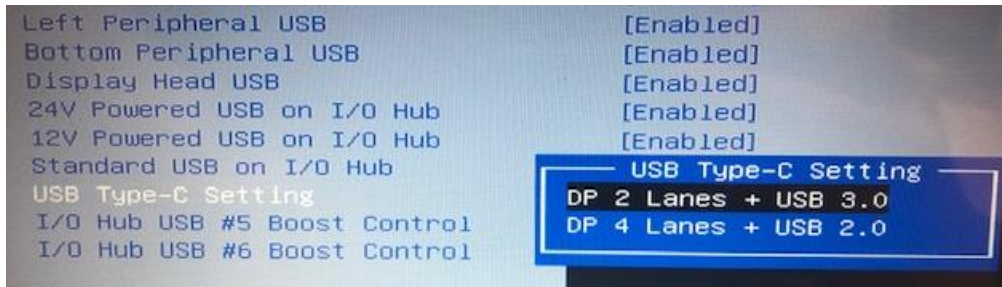 Left Peripheral USB [Enabled]
Bottom Peripheral USB [Enabled]
Display Head USB [Enabled]
24V Powered USB on I/O Hub [Enabled]
12V Powered USB on I/O Hub [Enabled]
Standard USB on I/O Hub
USB Type-C Setting
I/O Hub USB #5 Boost Control
I/O Hub USB #6 Boost Control
USB Type-C Setting
DP 2 Lanes + USB 3.0
DP 4 Lanes + USB 2.0